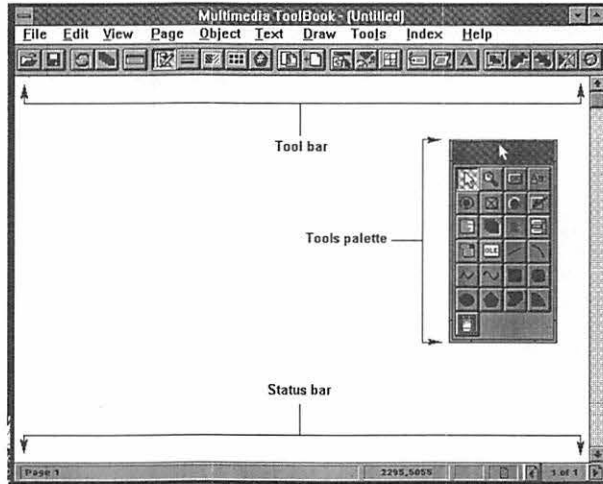 Multimedia ToolBook - (Untitled)
File Edit View Page Object Text Draw Tools Index Help
A
Tool bar
Tools palette
OLE
Status bar
Page 1 2295,5055 1 of 1